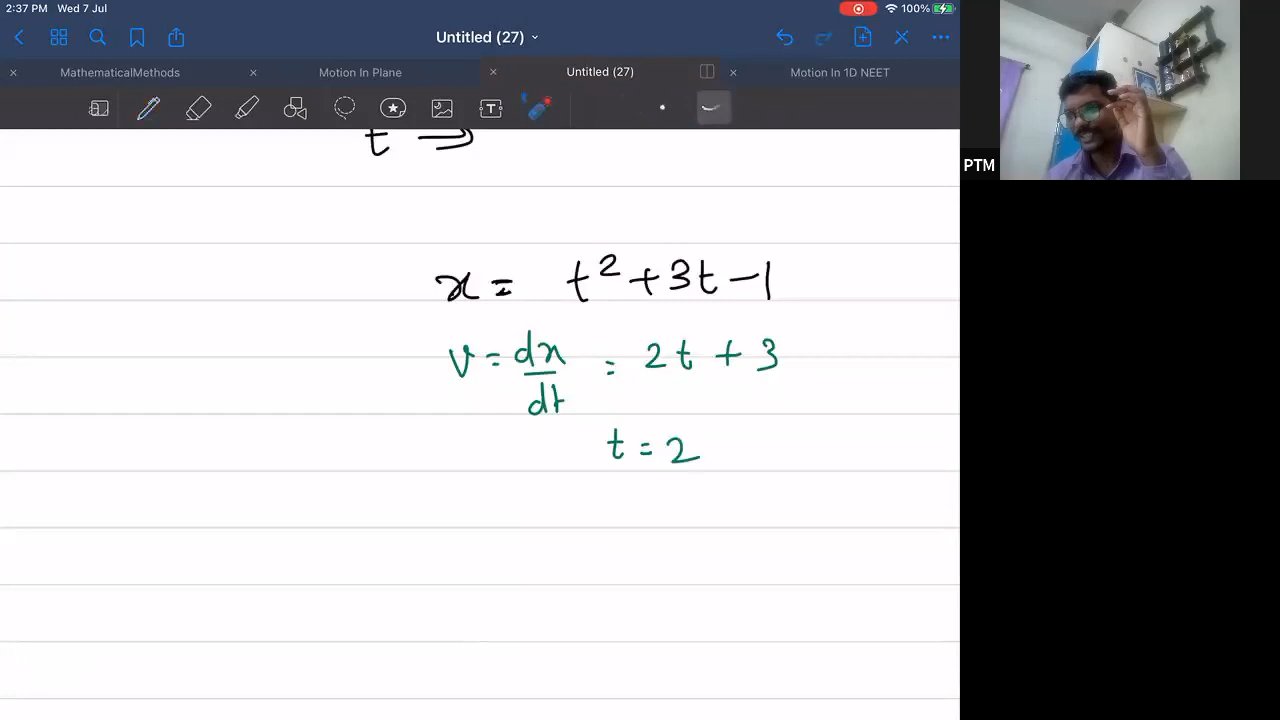 2:37 PM Wed 7 Jul 100%
Untitled (27)
MathematicalMethods Motion In Plane Untitled (27) Motion In 1D NEET
T
PTM
t ⇒
x = t² + 3t - 1
v = dx/dt = 2t + 3
t = 2